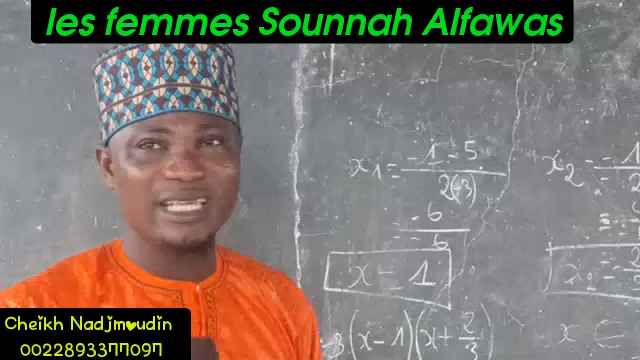 les femmes Sounnah Alfawas
x₁ = -1-5 / 2(-3)
-6 / -6
x = 1
-3(x-1)(x+2/3)
x₂ =
x₂ =
x ∈
Cheikh Nadjmoudin
0022893377097